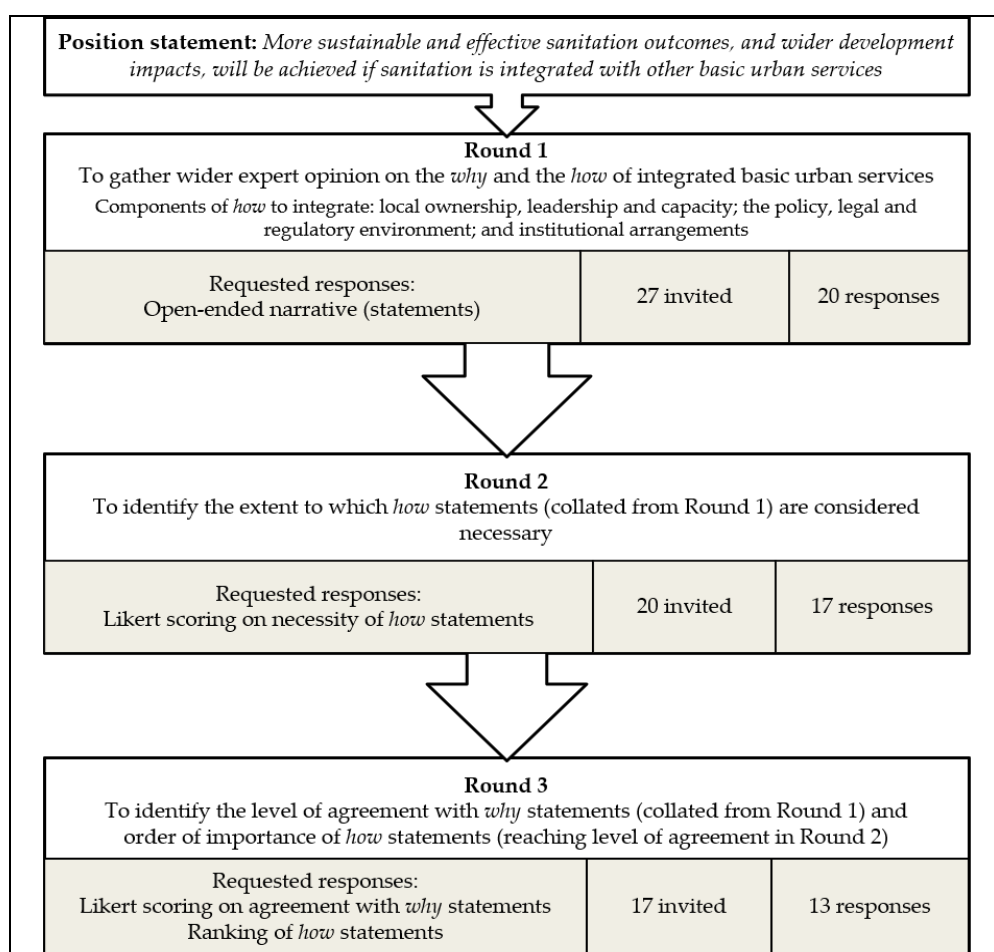 Position statement: More sustainable and effective sanitation outcomes, and wider development
impacts, will be achieved if sanitation is integrated with other basic urban services
Round 1
To gather wider expert opinion on the why and the how of integrated basic urban services
Components of how to integrate: local ownership, leadership and capacity; the policy, legal and
regulatory environment; and institutional arrangements
Requested responses:
Open-ended narrative (statements)
27 invited
20 responses
Round 2
To identify the extent to which how statements (collated from Round 1) are considered
necessary
Requested responses:
Likert scoring on necessity of how statements
20 invited
17 responses
Round 3
To identify the level of agreement with why statements (collated from Round 1) and
order of importance of how statements (reaching level of agreement in Round 2)
Requested responses:
Likert scoring on agreement with why statements
Ranking of how statements
17 invited
13 responses